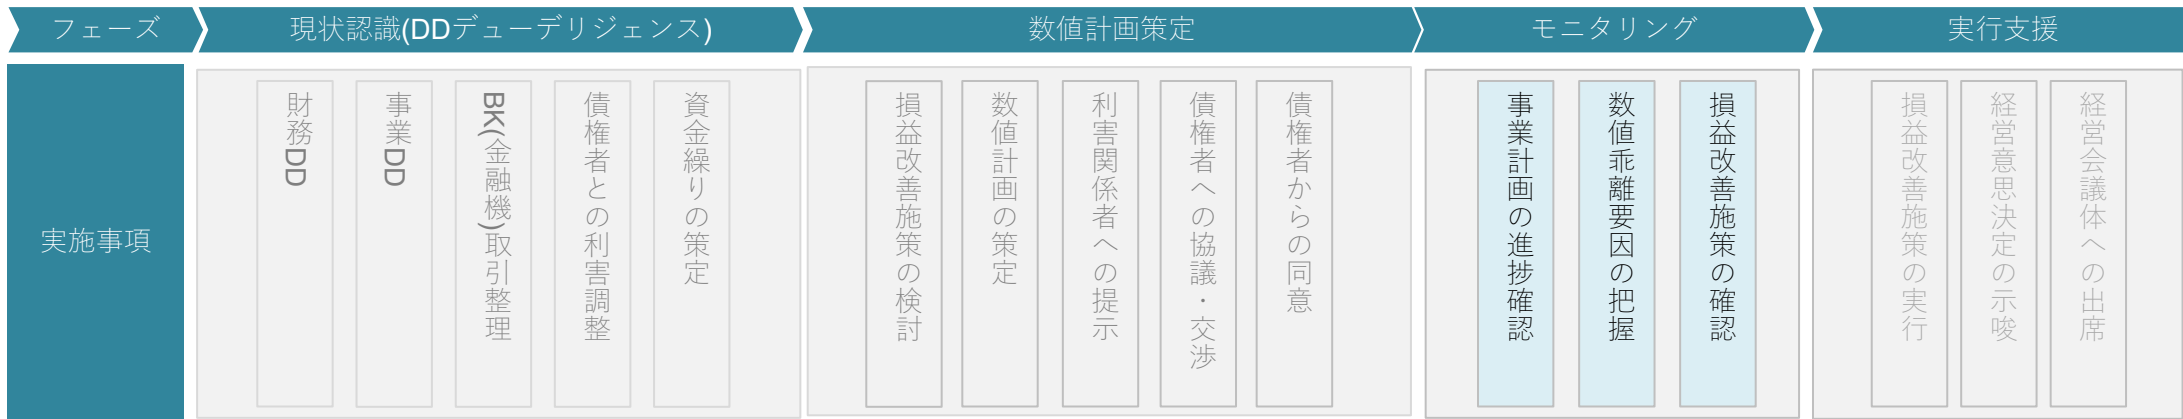 フェーズ
現状認識(DDデューデリジェンス)
数値計画策定
モニタリング
実行支援
実施事項
財務DD
事業DD
BK(金融機)取引整理
債権者との利害調整
資金繰りの策定
損益改善施策の検討
数値計画の策定
利害関係者への提示
債権者への協議・交渉
債権者からの同意
事業計画の進捗確認
数値乖離要因の把握
損益改善施策の確認
損益改善施策の実行
経営意思決定の示唆
経営会議体への出席